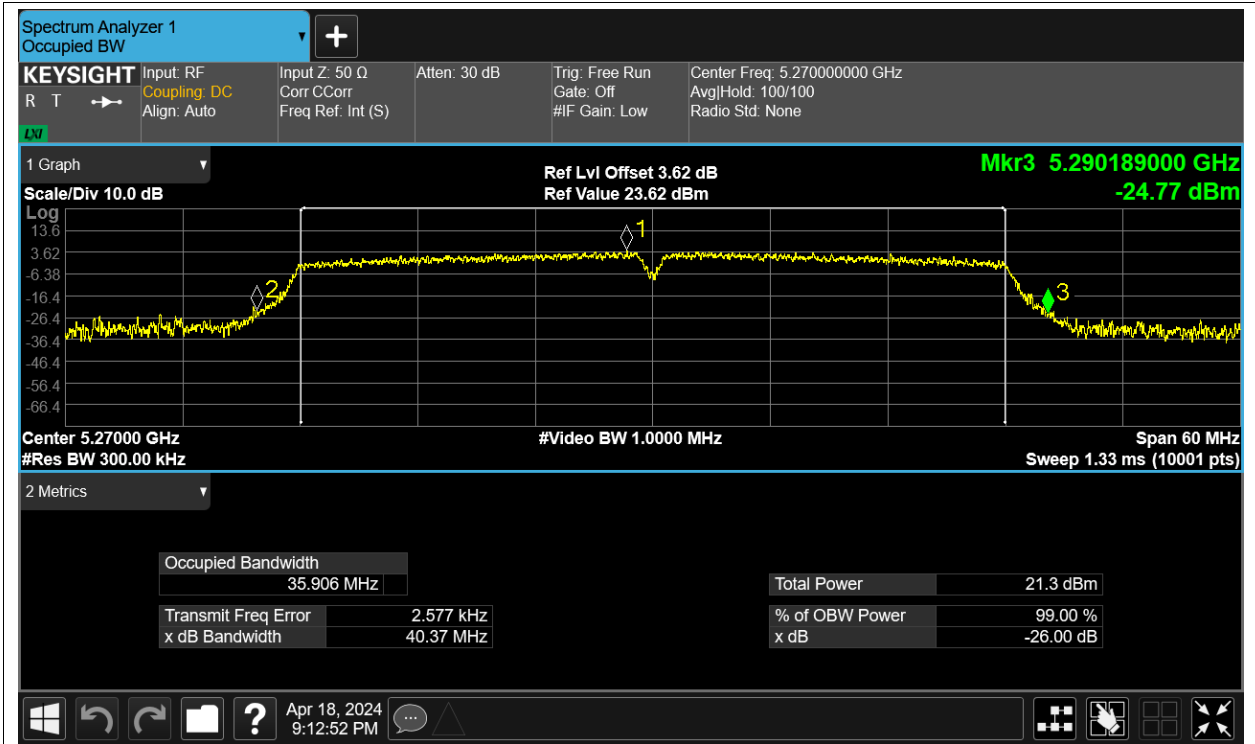 Spectrum Analyzer 1
Occupied BW
KEYSIGHT
R T
LXI
Input: RF
Coupling: DC
Align: Auto
Input Z: 50 Ω
Corr CCorr
Freq Ref: Int (S)
Atten: 30 dB
Trig: Free Run
Gate: Off
#IF Gain: Low
Center Freq: 5.270000000 GHz
Avg|Hold: 100/100
Radio Std: None
1 Graph
Ref Lvl Offset 3.62 dB
Mkr3 5.290189000 GHz
Scale/Div 10.0 dB
Ref Value 23.62 dBm
-24.77 dBm
Log
13.6
3.62
-6.38
-16.4
-26.4
-36.4
-46.4
-56.4
-66.4
1
2
3
Center 5.27000 GHz
#Video BW 1.0000 MHz
Span 60 MHz
#Res BW 300.00 kHz
Sweep 1.33 ms (10001 pts)
2 Metrics
Occupied Bandwidth
35.906 MHz
Transmit Freq Error 2.577 kHz
x dB Bandwidth 40.37 MHz
Total Power 21.3 dBm
% of OBW Power 99.00 %
x dB -26.00 dB
?
Apr 18, 2024
9:12:52 PM